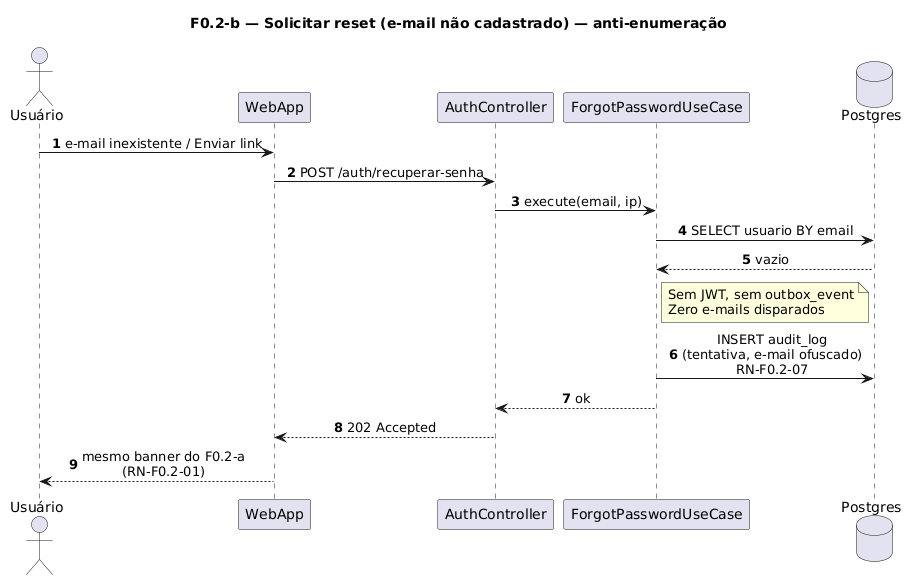 F0.2-b — Solicitar reset (e-mail não cadastrado) — anti-enumeração
Usuário
WebApp
AuthController
ForgotPasswordUseCase
Postgres
1 e-mail inexistente / Enviar link
2 POST /auth/recuperar-senha
3 execute(email, ip)
4 SELECT usuario BY email
5 vazio
Sem JWT, sem outbox_event
Zero e-mails disparados
INSERT audit_log
6 (tentativa, e-mail ofuscado)
RN-F0.2-07
7 ok
8 202 Accepted
9 mesmo banner do F0.2-a
(RN-F0.2-01)
Usuário
WebApp
AuthController
ForgotPasswordUseCase
Postgres